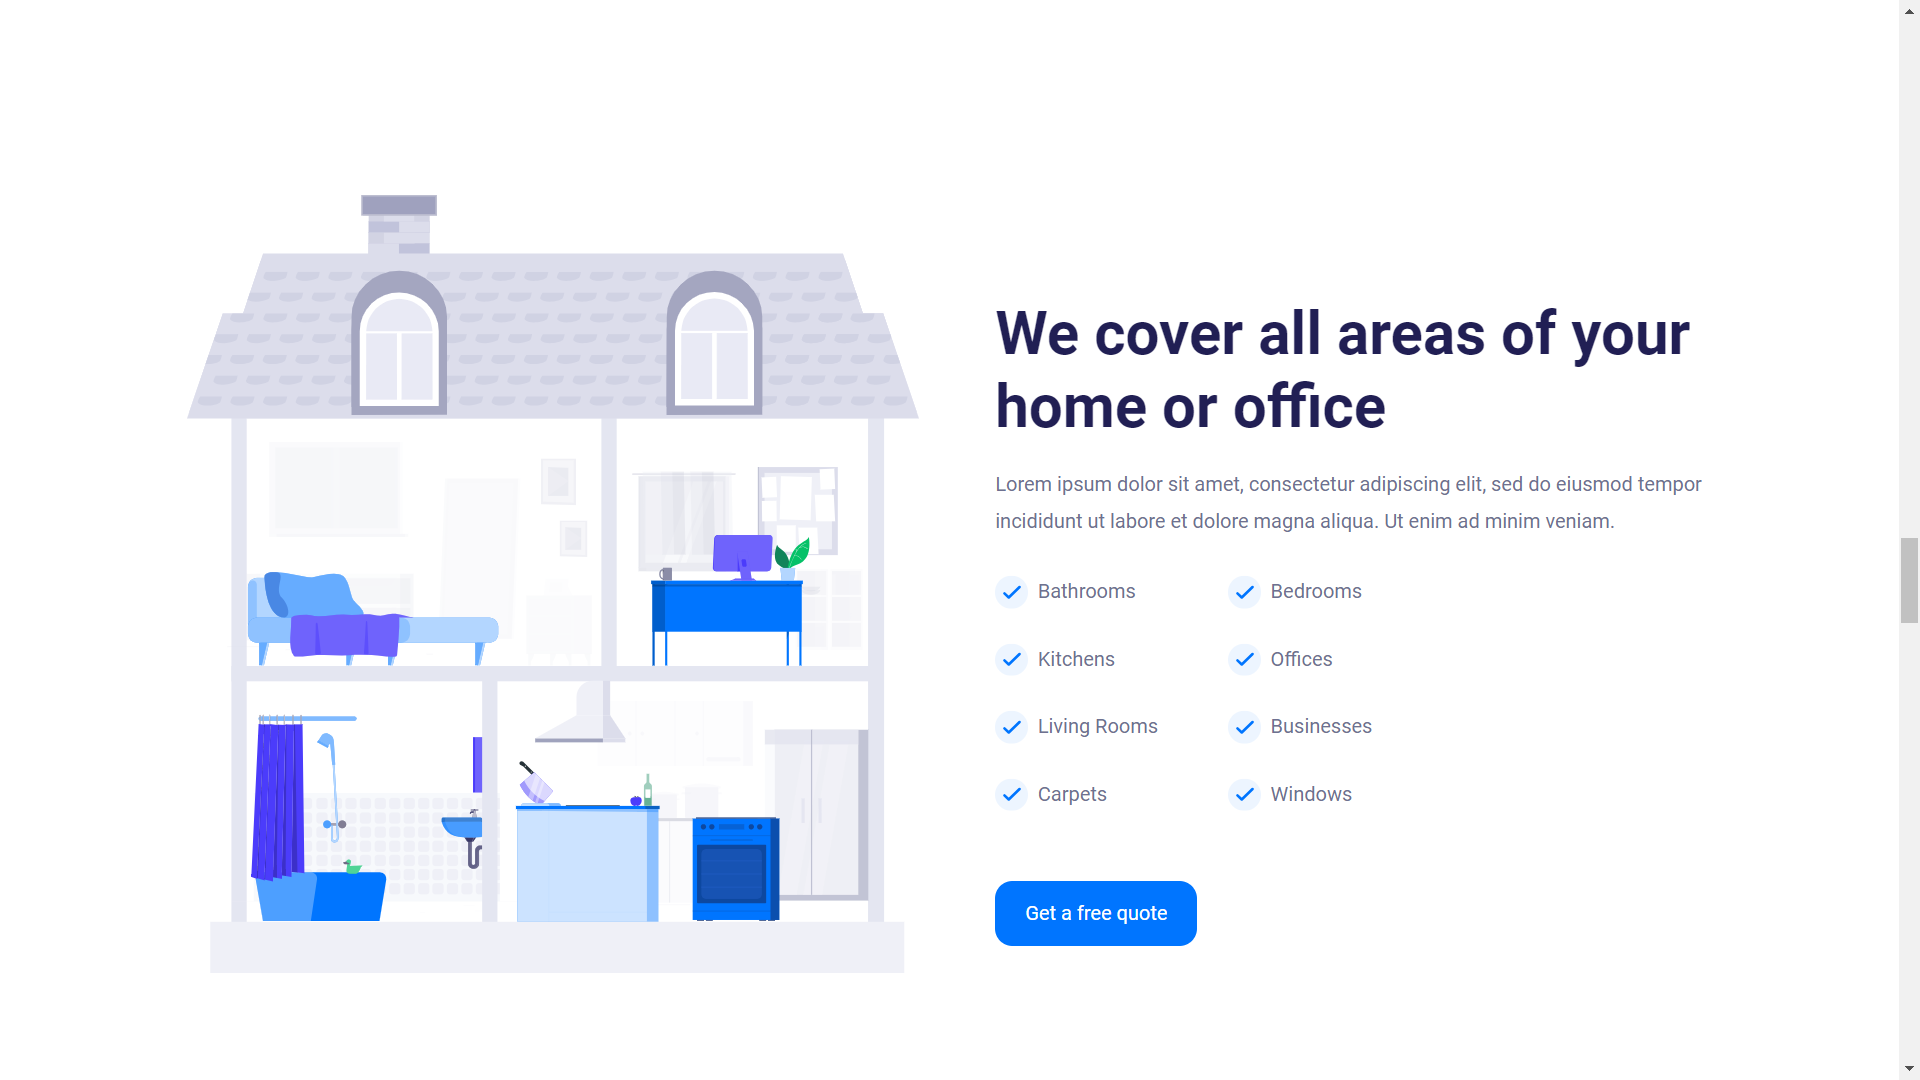 We cover all areas of your
home or office
Lorem ipsum dolor sit amet, consectetur adipiscing elit, sed do eiusmod tempor
incididunt ut labore et dolore magna aliqua. Ut enim ad minim veniam.
Bathrooms
Bedrooms
Kitchens
Offices
Living Rooms
Businesses
Carpets
Windows
Get a free quote